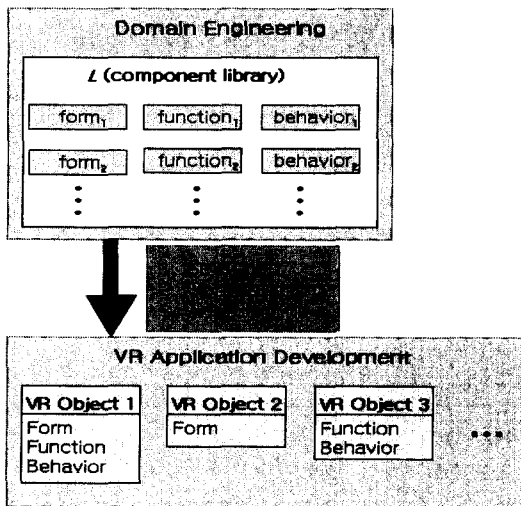 Domain Engineering
L (component library)
form₁ function₁ behavior₁
form₂ function₂ behavior₂
VR Application Development
VR Object 1
Form
Function
Behavior
VR Object 2
Form
VR Object 3
Function
Behavior